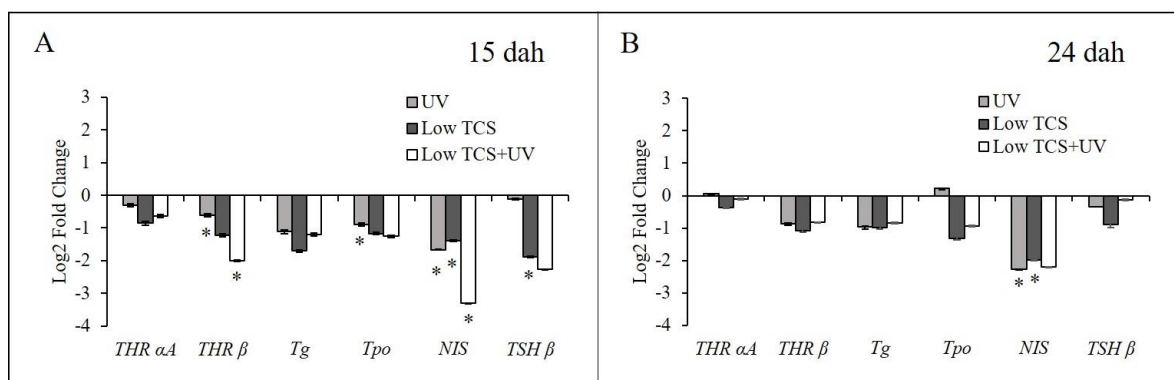 A
15 dah
3
2
1
0
-1
-2
-3
-4
Log2 Fold Change
UV
Low TCS
Low TCS+UV
*
*
*
*
*
*
*
THR αA
THR β
Tg
Tpo
NIS
TSH β
B
24 dah
3
2
1
0
-1
-2
-3
-4
Log2 Fold Change
UV
Low TCS
Low TCS+UV
*
*
THR αA
THR β
Tg
Tpo
NIS
TSH β